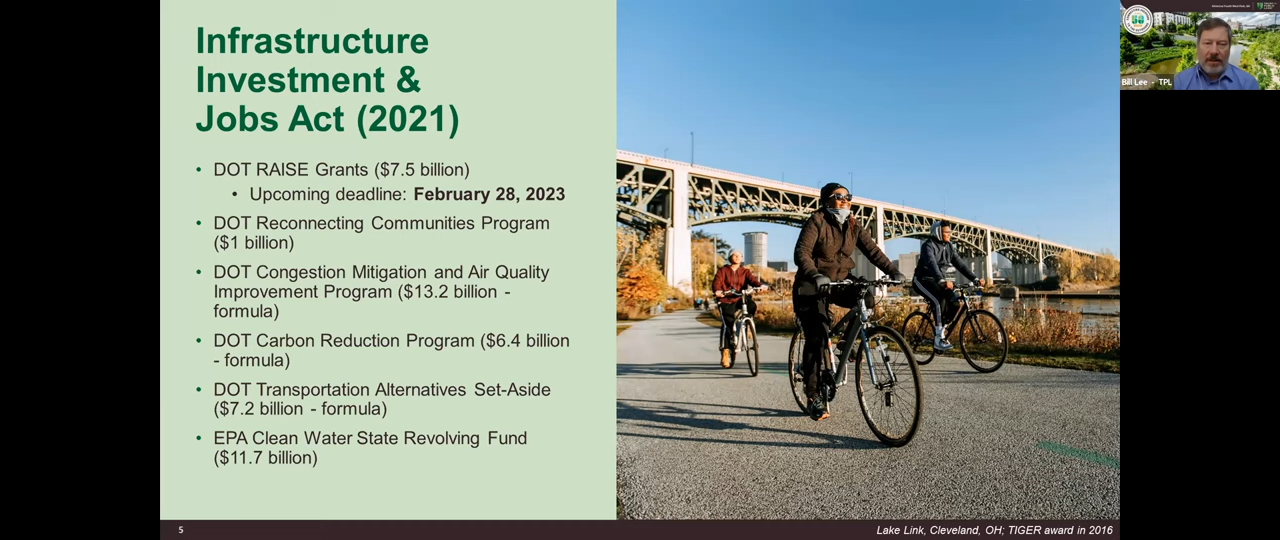 Infrastructure
Investment &
Jobs Act (2021)
• DOT RAISE Grants ($7.5 billion)
• Upcoming deadline: February 28, 2023
• DOT Reconnecting Communities Program
($1 billion)
• DOT Congestion Mitigation and Air Quality
Improvement Program ($13.2 billion -
formula)
• DOT Carbon Reduction Program ($6.4 billion
- formula)
• DOT Transportation Alternatives Set-Aside
($7.2 billion - formula)
• EPA Clean Water State Revolving Fund
($11.7 billion)
5
Lake Link, Cleveland, OH; TIGER award in 2016
50
Bill Lee - TPL